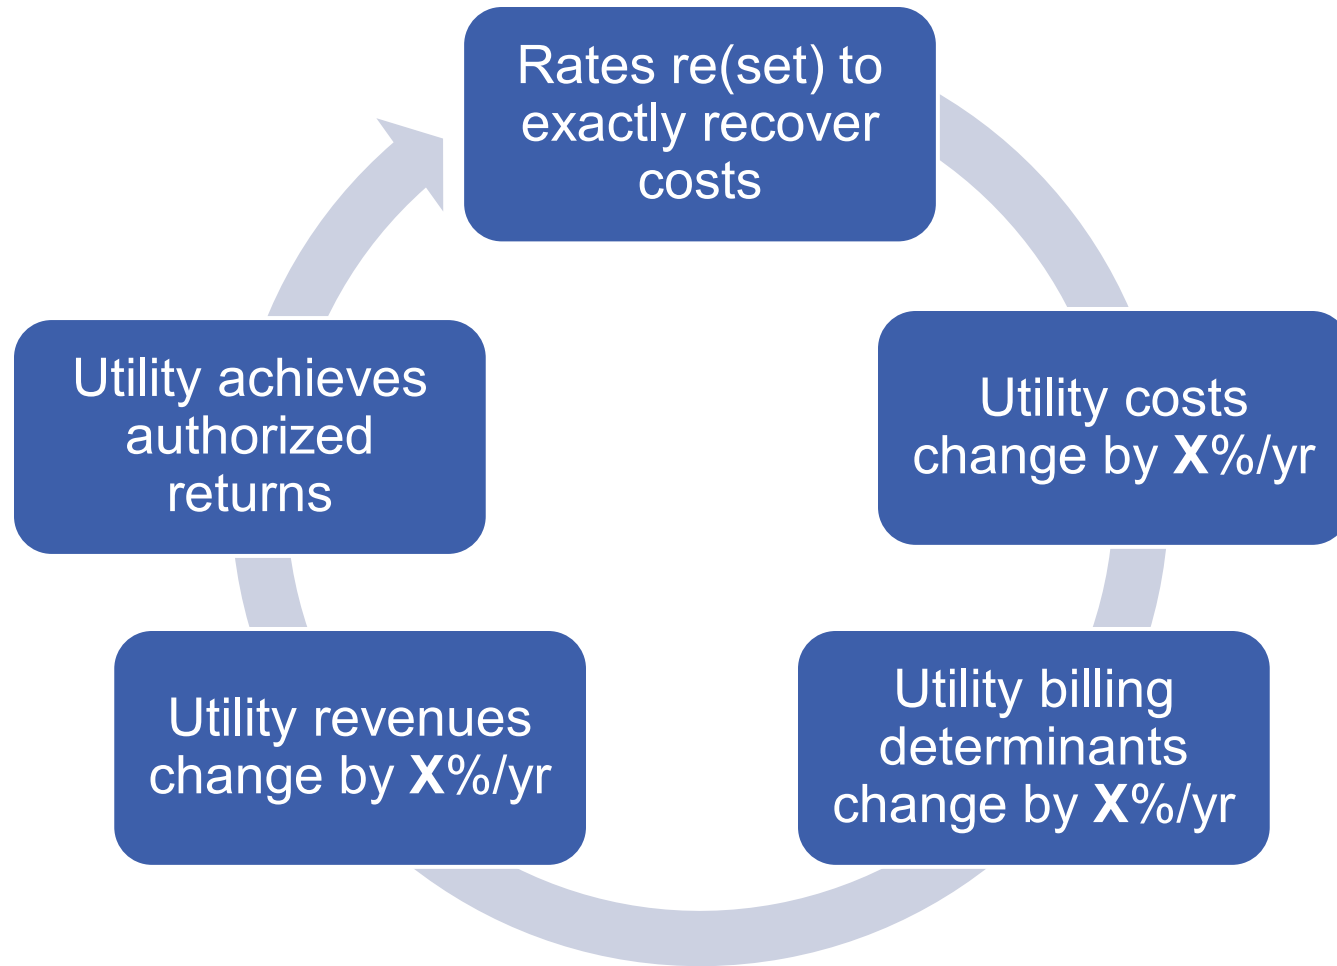 Rates re(set) to
exactly recover
costs
Utility costs
change by X%/yr
Utility billing
determinants
change by X%/yr
Utility revenues
change by X%/yr
Utility achieves
authorized
returns